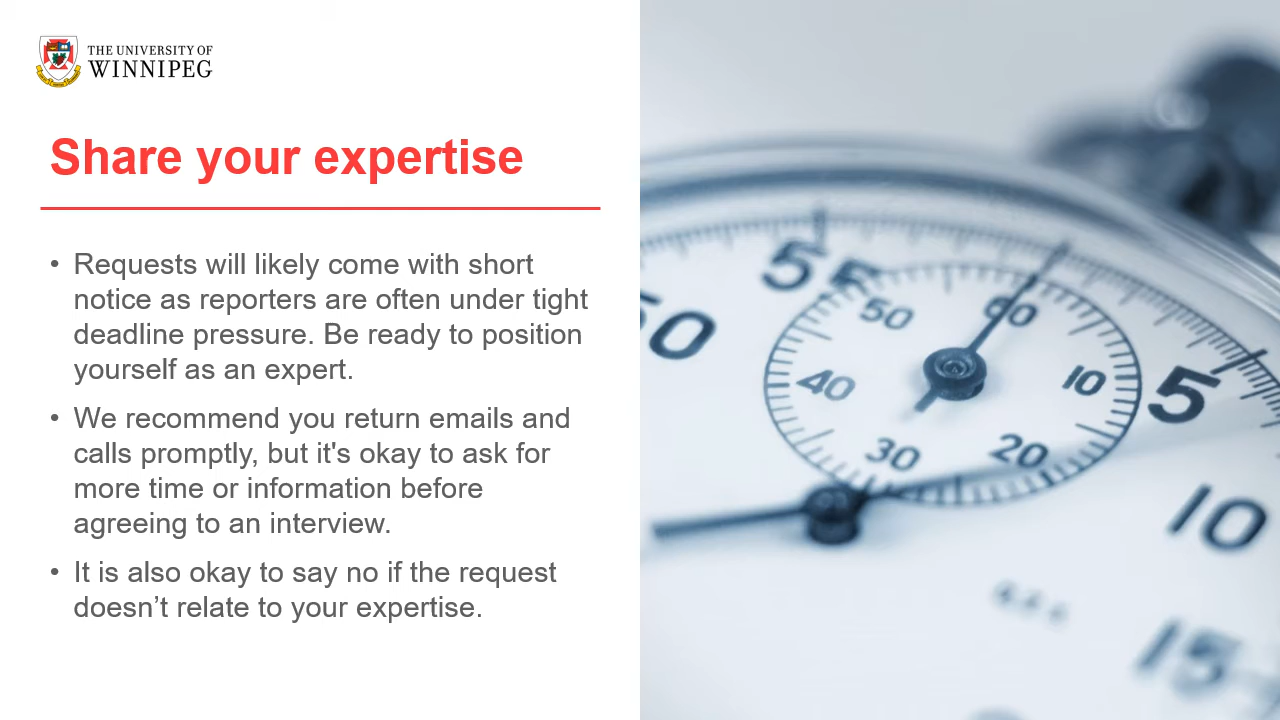 THE UNIVERSITY OF
WINNIPEG
Share your expertise
• Requests will likely come with short
notice as reporters are often under tight
deadline pressure. Be ready to position
yourself as an expert.
• We recommend you return emails and
calls promptly, but it's okay to ask for
more time or information before
agreeing to an interview.
• It is also okay to say no if the request
doesn’t relate to your expertise.
55
50
60
50
10
40
5
30
20
10
15